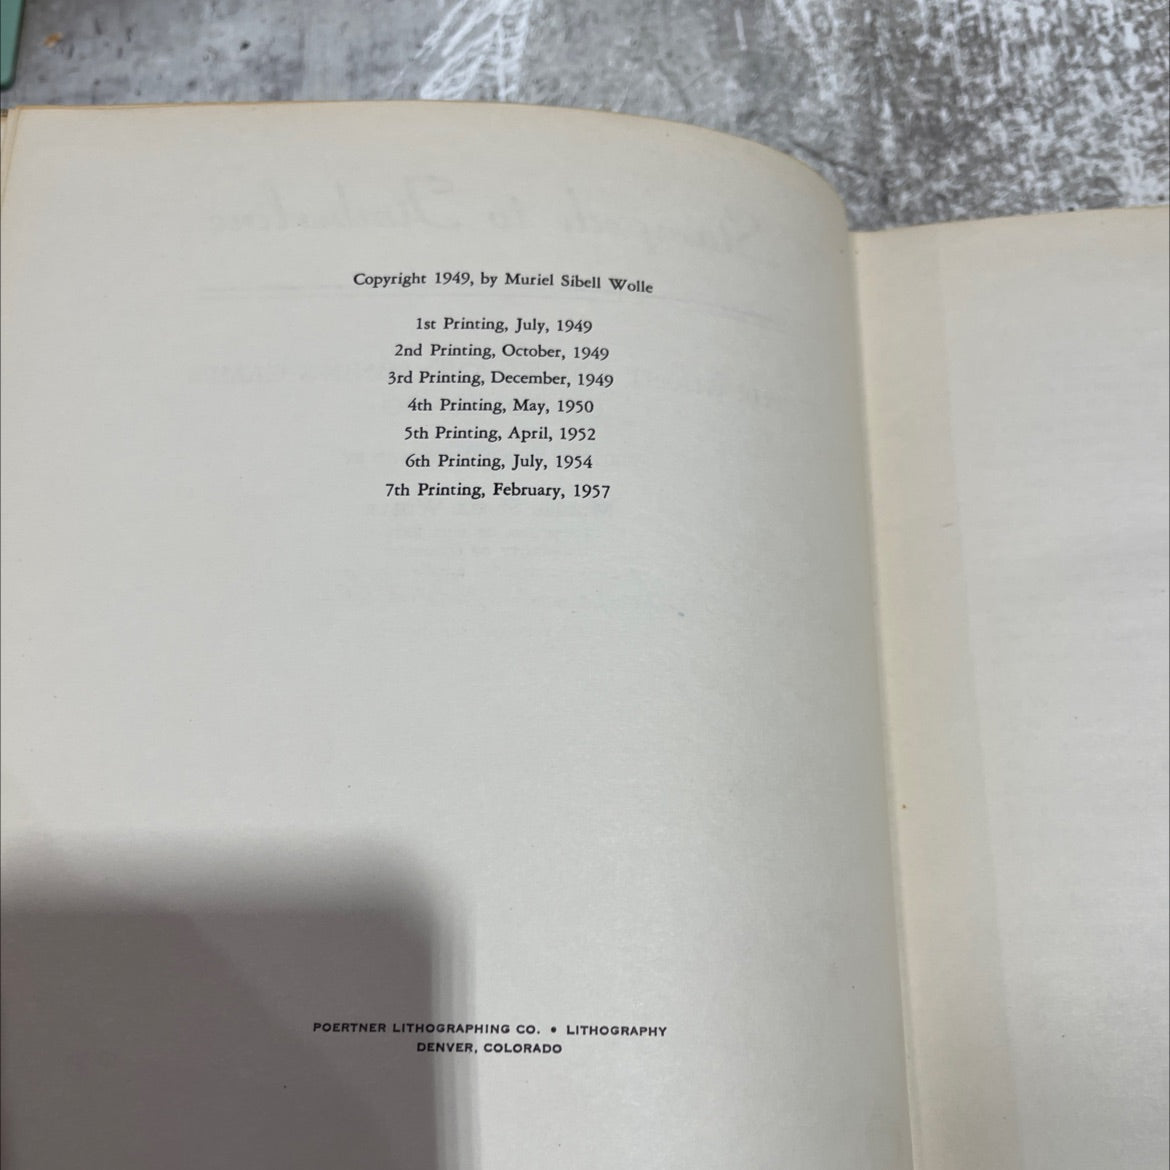 Copyright 1949, by Muriel Sibell Wolle
1st Printing, July, 1949
2nd Printing, October, 1949
3rd Printing, December, 1949
4th Printing, May, 1950
5th Printing, April, 1952
6th Printing, July, 1954
7th Printing, February, 1957
POERTNER LITHOGRAPHING CO. • LITHOGRAPHY
DENVER, COLORADO